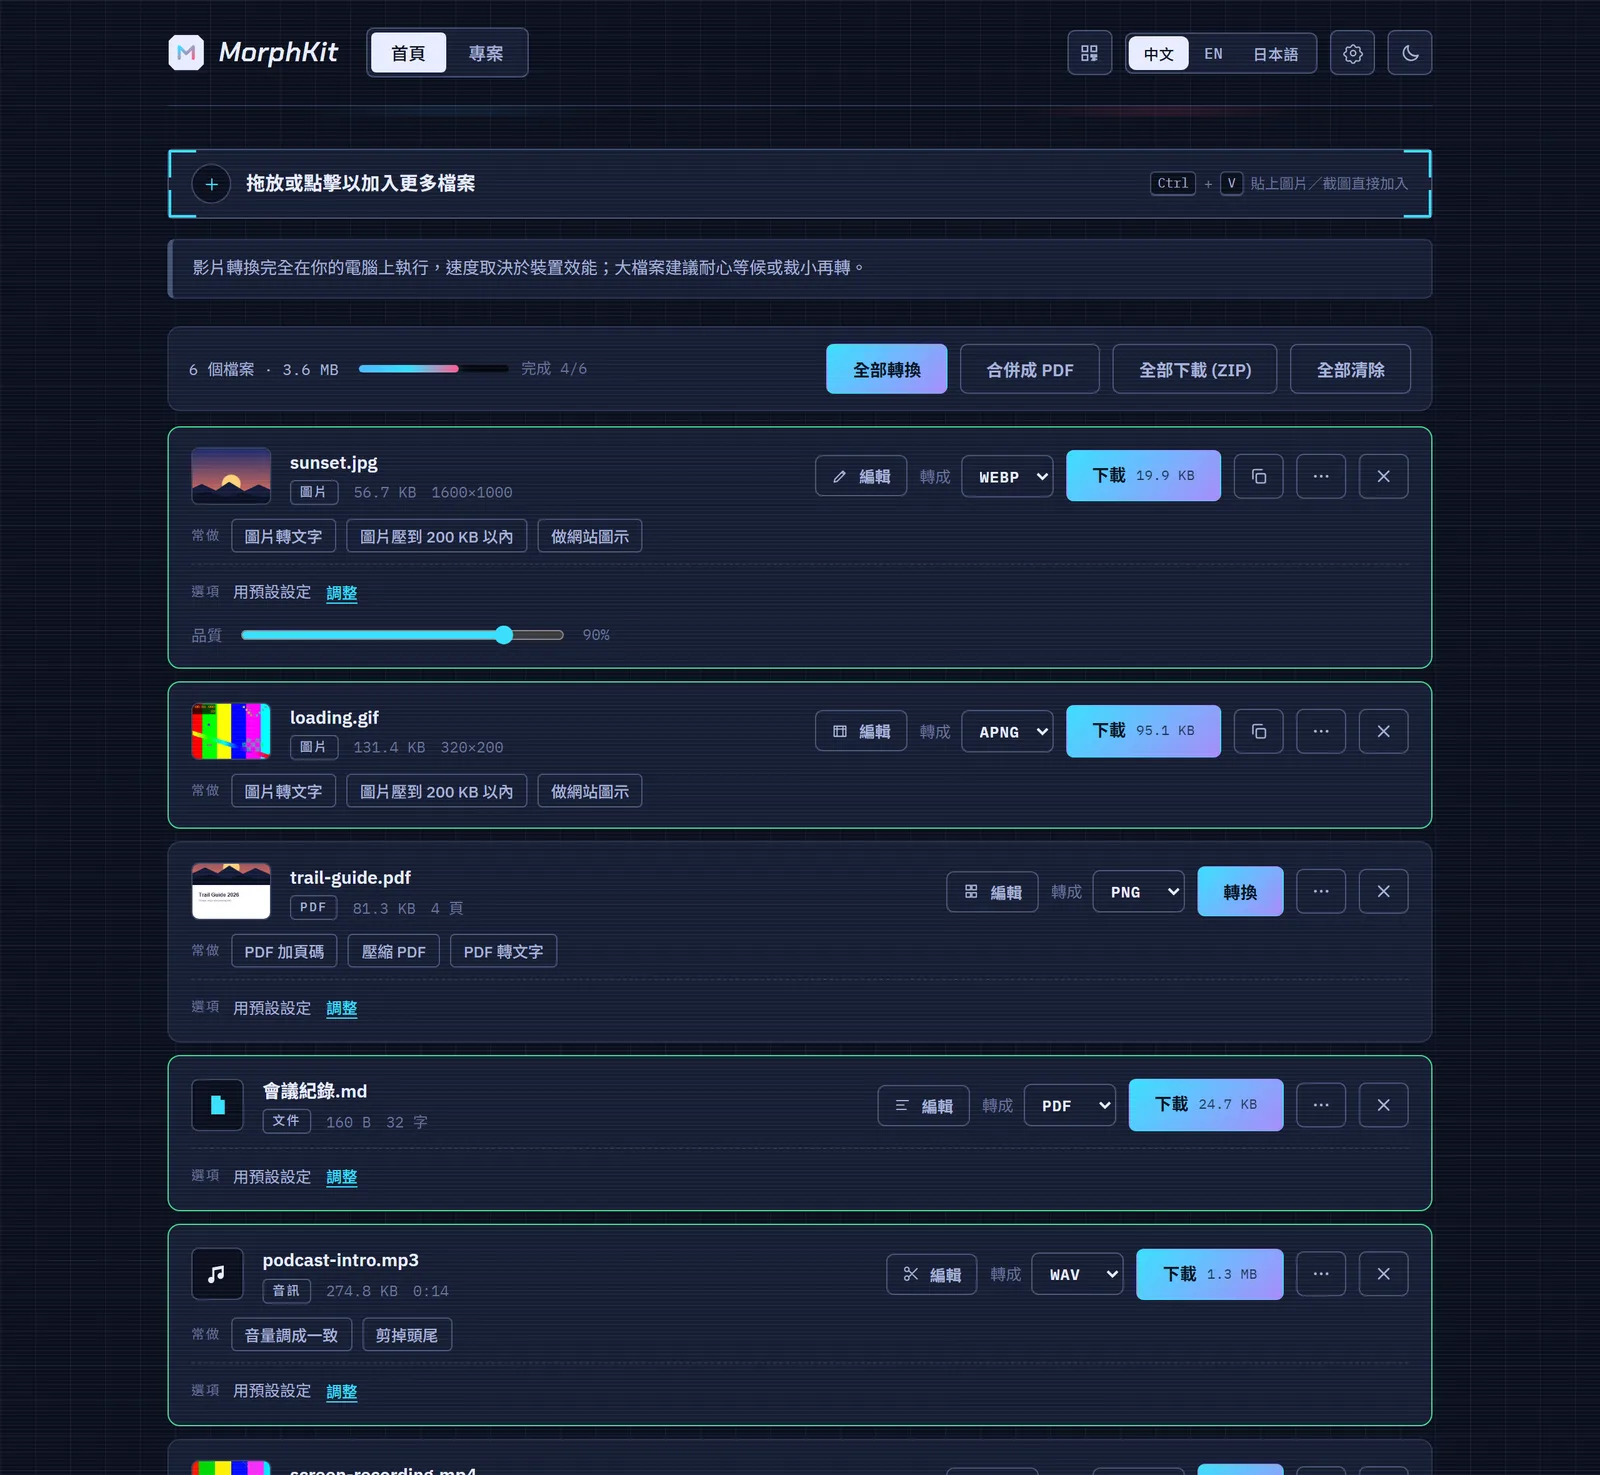 MorphKit 首頁 專案 中文 EN 日本語
拖放或點擊以加入更多檔案 Ctrl + V 貼上圖片／截圖直接加入
影片轉換完全在你的電腦上執行，速度取決於裝置效能；大檔案建議耐心等候或裁小再轉。
6 個檔案 · 3.6 MB 完成 4/6 全部轉換 合併成 PDF 全部下載 (ZIP) 全部清除
sunset.jpg
圖片 56.7 KB 1600×1000 編輯 轉成 WEBP 下載 19.9 KB
常做 圖片轉文字 圖片壓到 200 KB 以內 做網站圖示
選項 用預設設定 調整
品質 90%
loading.gif
圖片 131.4 KB 320×200 編輯 轉成 APNG 下載 95.1 KB
常做 圖片轉文字 圖片壓到 200 KB 以內 做網站圖示
Trail Guide 2026
trail-guide.pdf
PDF 81.3 KB 4 頁 編輯 轉成 PNG 轉換
常做 PDF 加頁碼 壓縮 PDF PDF 轉文字
選項 用預設設定 調整
會議紀錄.md
文件 160 B 32 字 編輯 轉成 PDF 下載 24.7 KB
選項 用預設設定 調整
podcast-intro.mp3
音訊 274.8 KB 0:14 編輯 轉成 WAV 下載 1.3 MB
常做 音量調成一致 剪掉頭尾
選項 用預設設定 調整
screen-recording.mp4